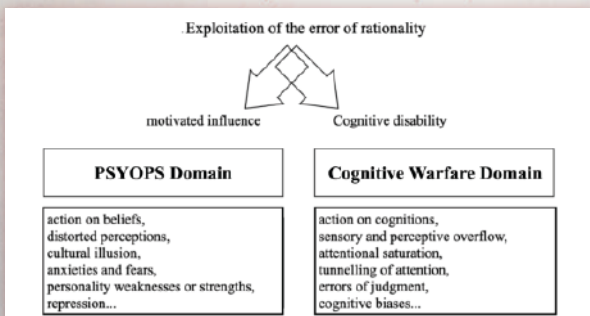 Exploitation of the error of rationality
motivated influence
Cognitive disability
PSYOPS Domain
Cognitive Warfare Domain
action on beliefs,
distorted perceptions,
cultural illusion,
anxieties and fears,
personality weaknesses or strengths,
repression...
action on cognitions,
sensory and perceptive overflow,
attentional saturation,
tunnelling of attention,
errors of judgment,
cognitive biases...